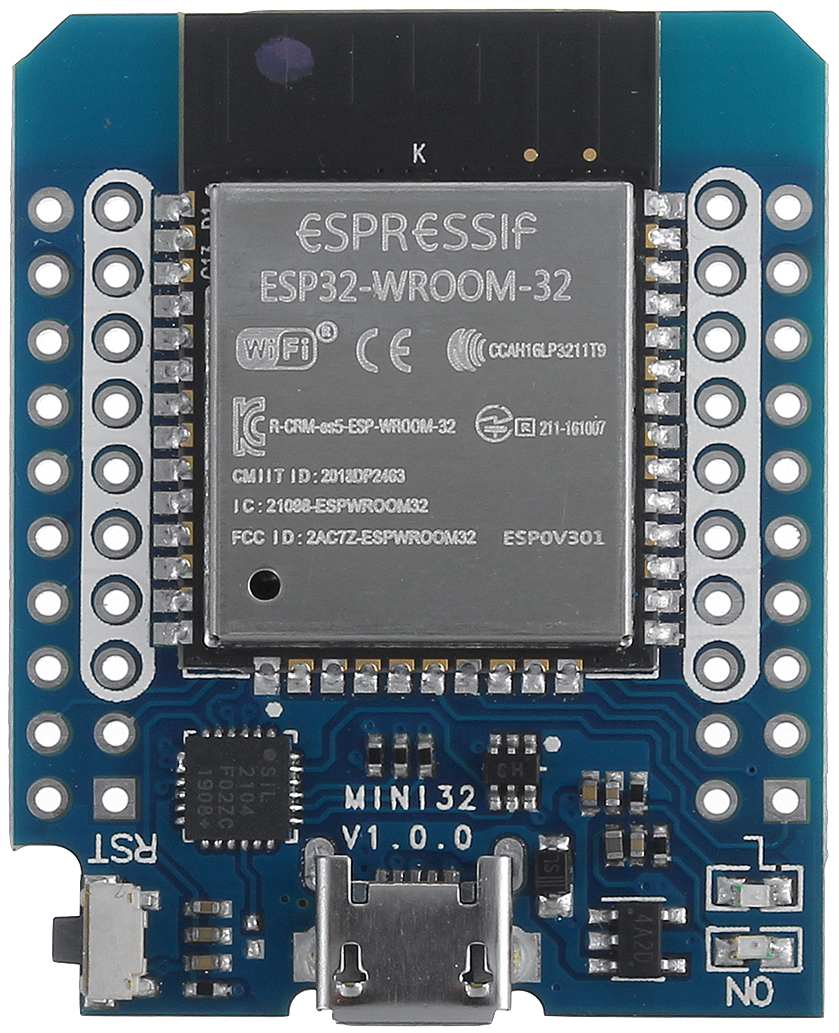 K
ESPRESSIF
ESP32-WROOM-32
WiFi ® CE CCAH16LP3211T9
R-CRM-es5-ESP-WROOM-32 R 211-161007
CMIIT ID:2018DP2463
IC:21098-ESPWROOM32
FCC ID:2AC7Z-ESPWROOM32 ESP0V301
SIL
2104
F02ZC
1908+
MINI32
V1.0.0
RST
L
4A2D
ON